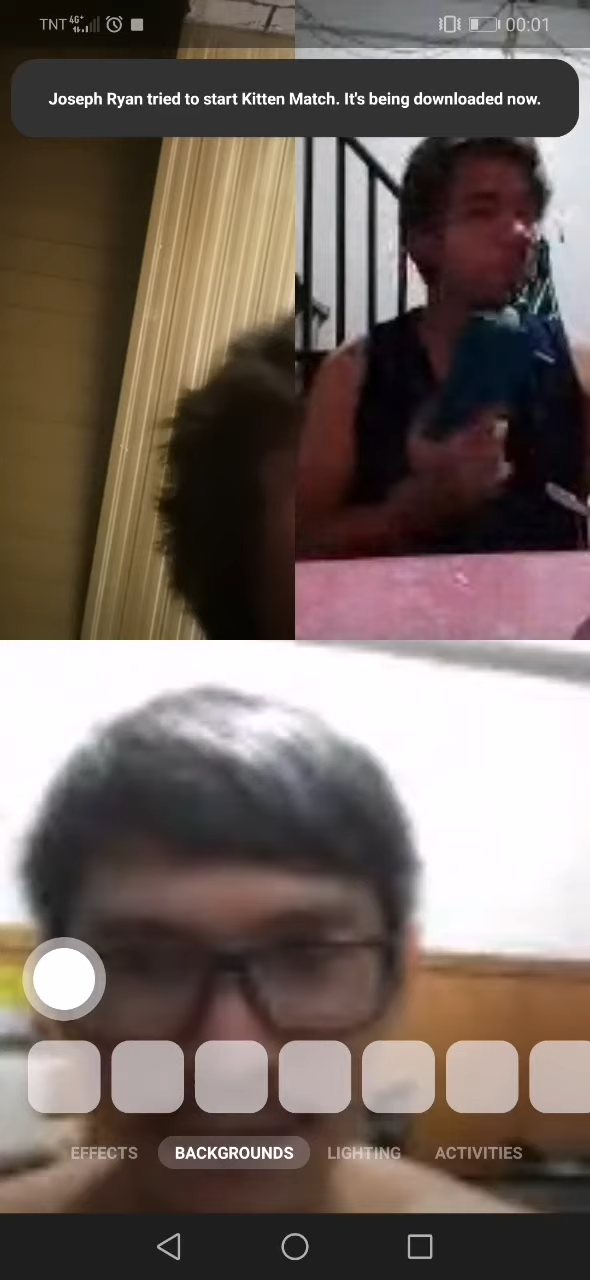 TNT 4G+ 00:01
Joseph Ryan tried to start Kitten Match. It's being downloaded now.
EFFECTS BACKGROUNDS LIGHTING ACTIVITIES